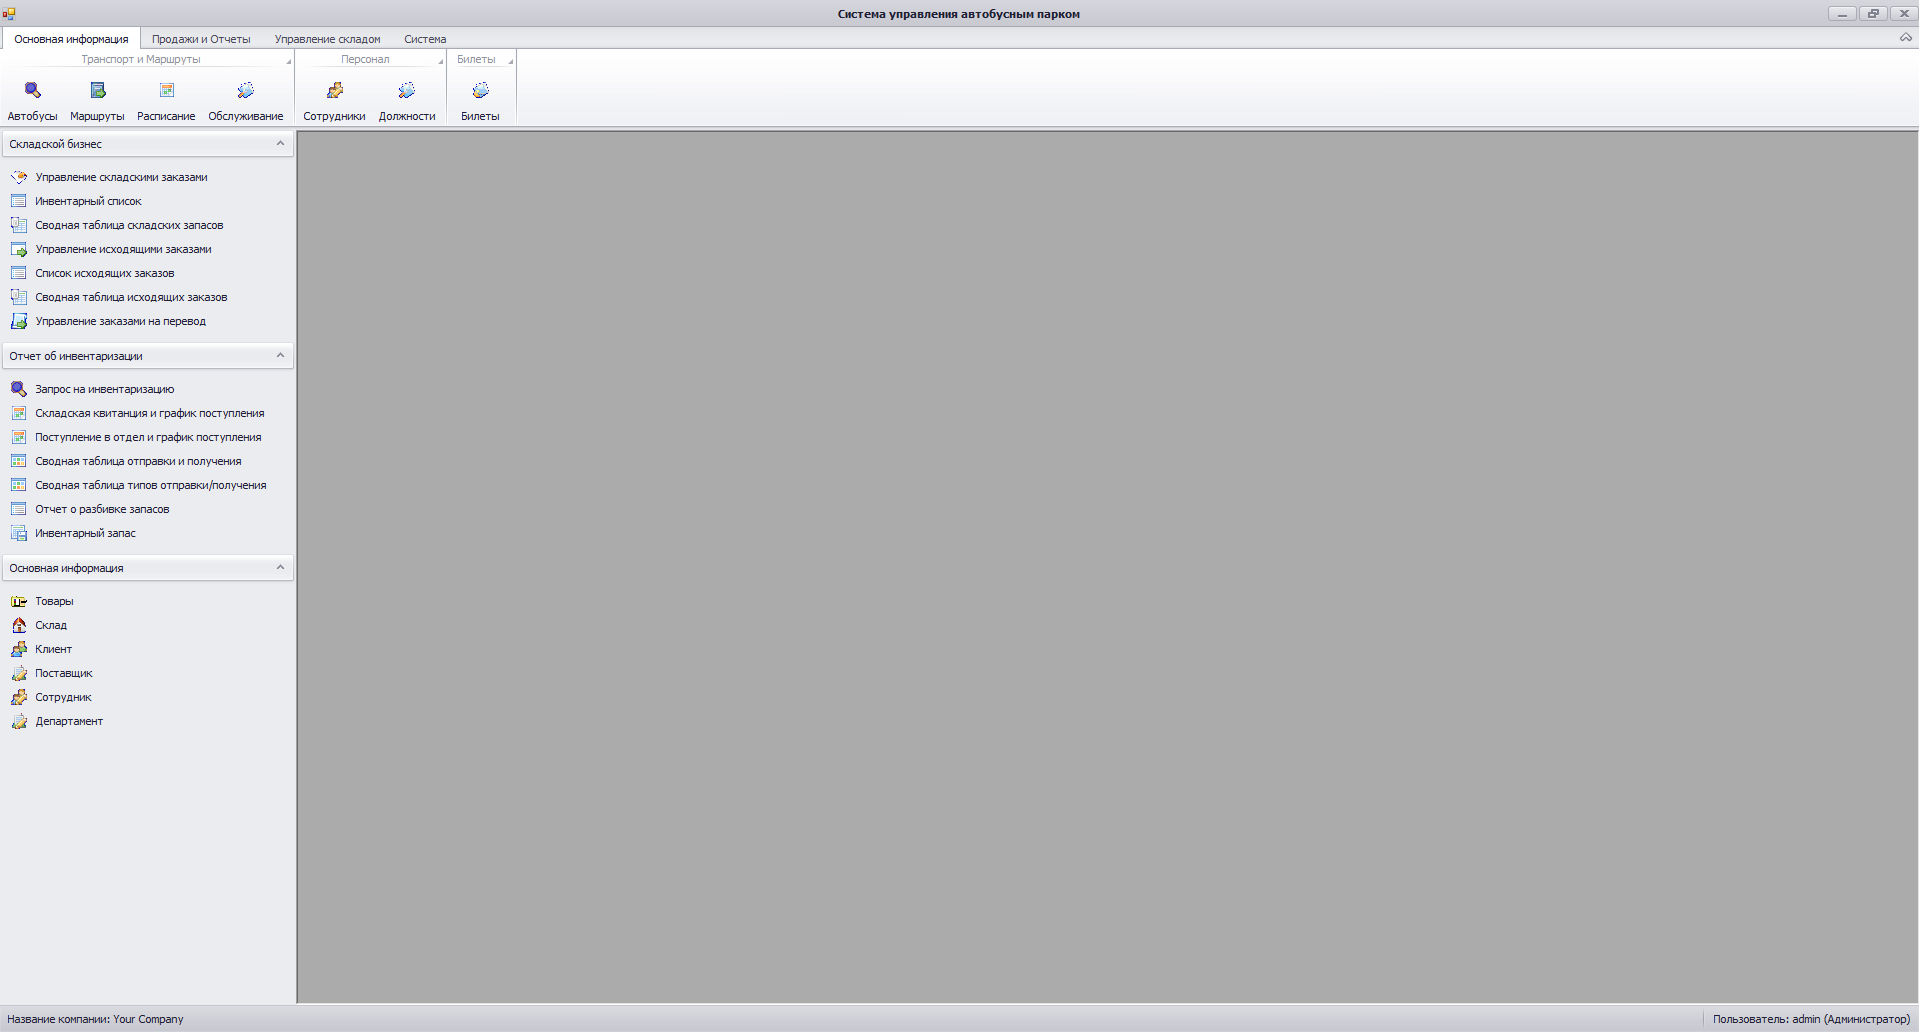 Система управления автобусным парком
Основная информация Продажи и Отчеты Управление складом Система
Транспорт и Маршруты Персонал Билеты
Автобусы Маршруты Расписание Обслуживание Сотрудники Должности Билеты
Складской бизнес
Управление складскими заказами
Инвентарный список
Сводная таблица складских запасов
Управление исходящими заказами
Список исходящих заказов
Сводная таблица исходящих заказов
Управление заказами на перевод
Отчет об инвентаризации
Запрос на инвентаризацию
Складская квитанция и график поступления
Поступление в отдел и график поступления
Сводная таблица отправки и получения
Сводная таблица типов отправки/получения
Отчет о разбивке запасов
Инвентарный запас
Основная информация
Товары
Склад
Клиент
Поставщик
Сотрудник
Департамент
Название компании: Your Company Пользователь: admin (Администратор)